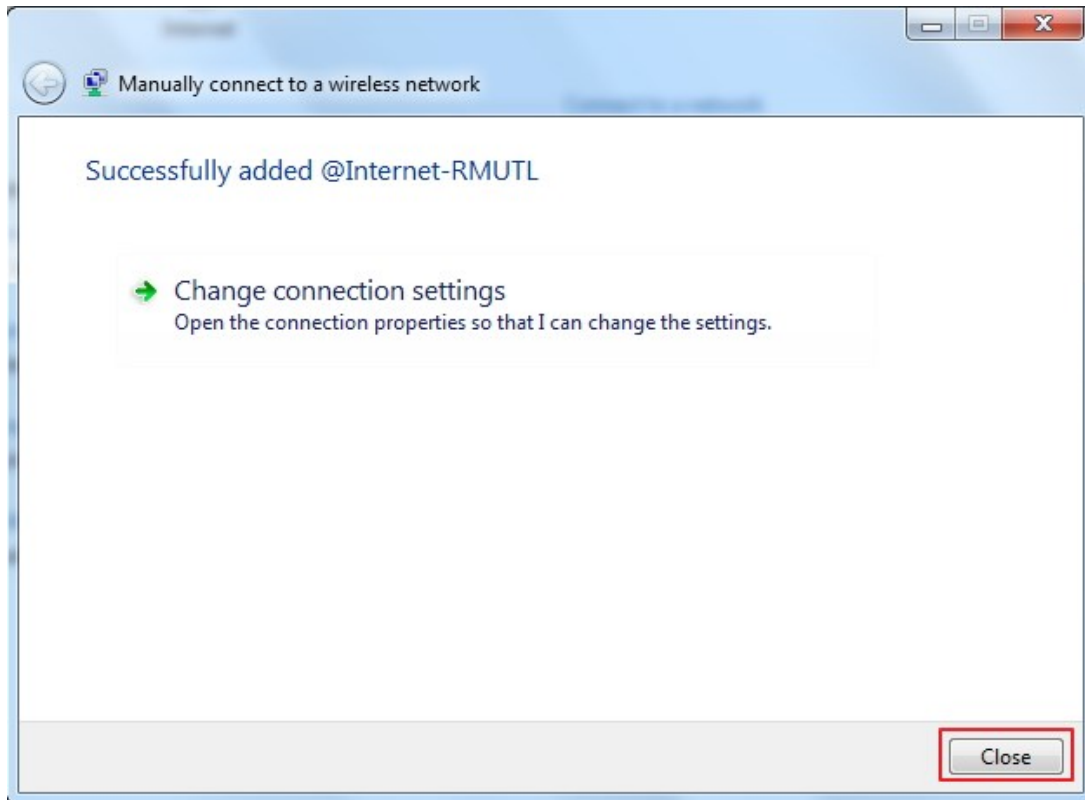 Manually connect to a wireless network
Successfully added @Internet-RMUTL
Change connection settings
Open the connection properties so that I can change the settings.
Close